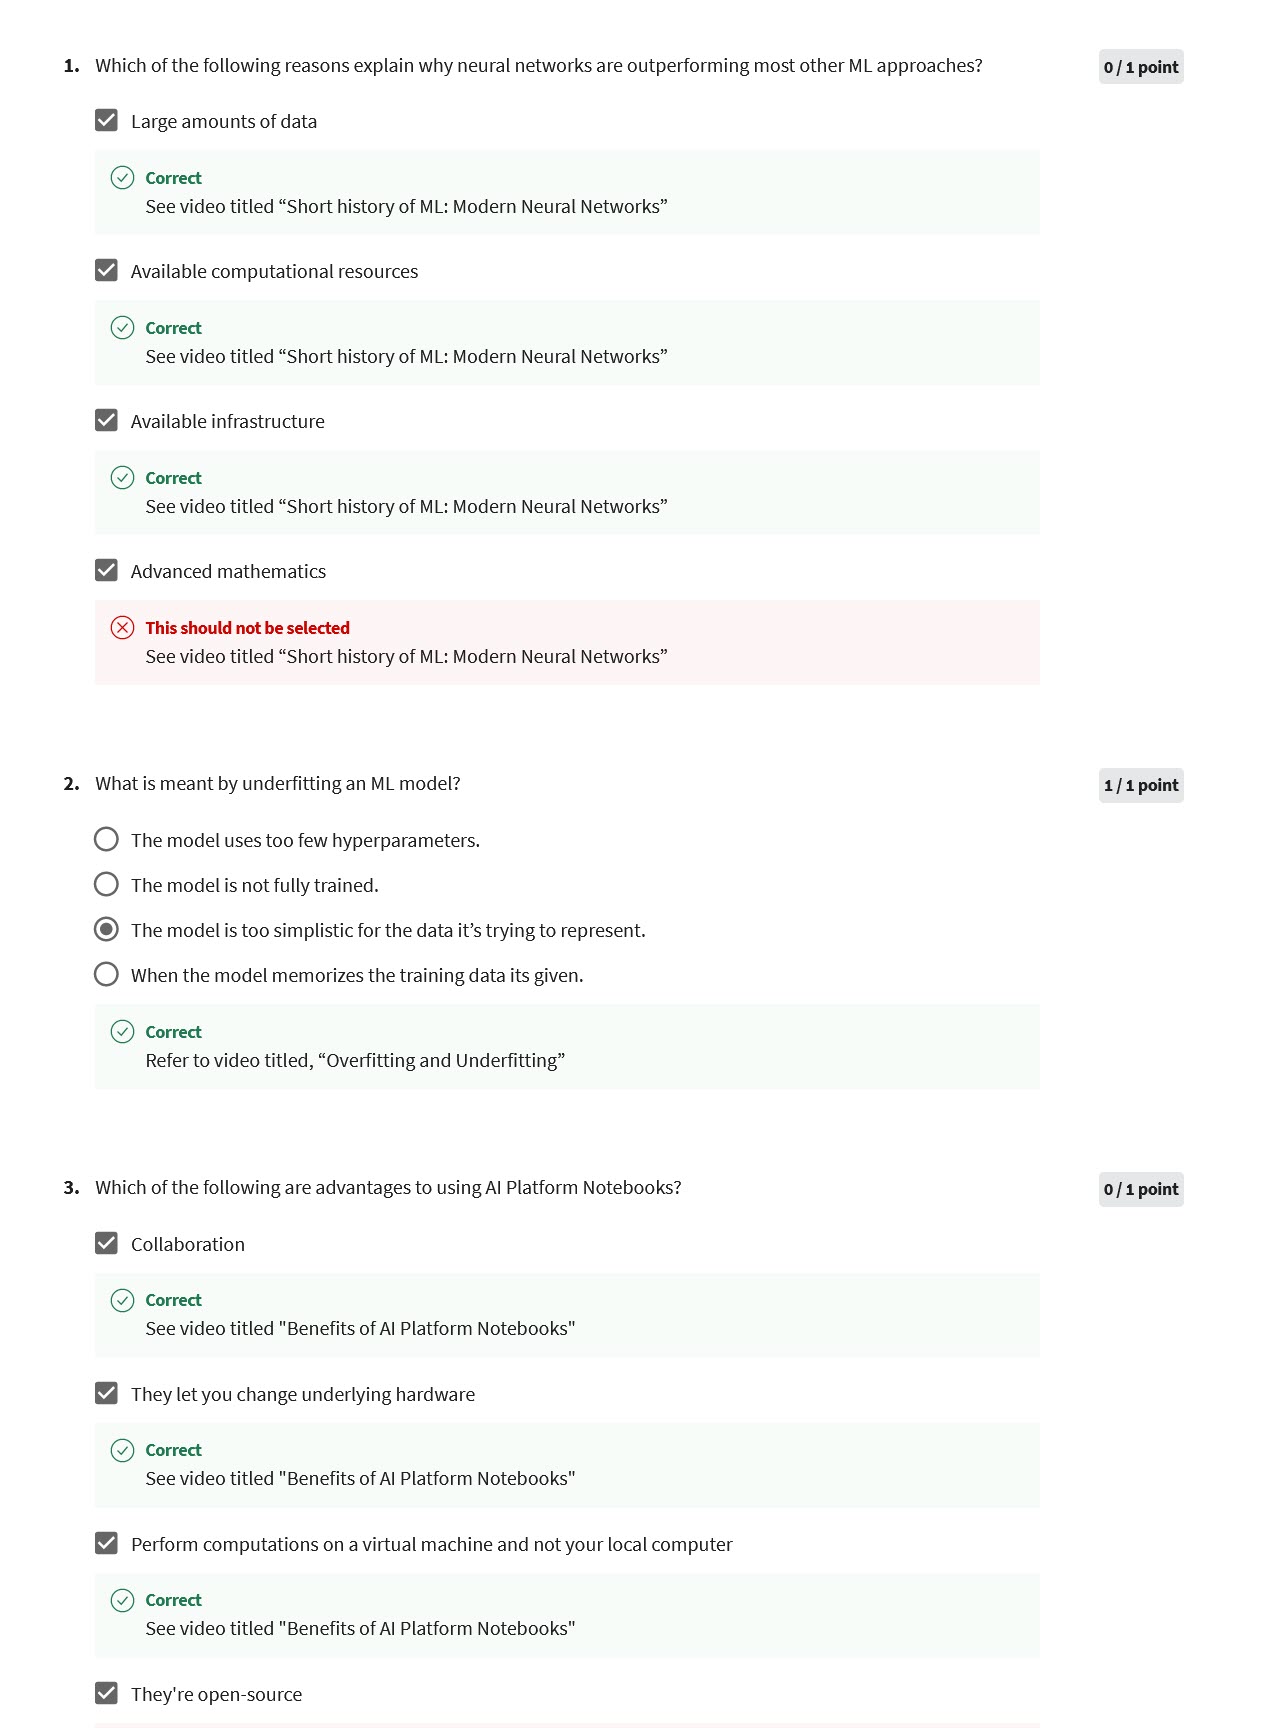 1. Which of the following reasons explain why neural networks are outperforming most other ML approaches?
0 / 1 point
Large amounts of data
Correct
See video titled “Short history of ML: Modern Neural Networks”
Available computational resources
Correct
See video titled “Short history of ML: Modern Neural Networks”
Available infrastructure
Correct
See video titled “Short history of ML: Modern Neural Networks”
Advanced mathematics
This should not be selected
See video titled “Short history of ML: Modern Neural Networks”
2. What is meant by underfitting an ML model?
1 / 1 point
The model uses too few hyperparameters.
The model is not fully trained.
The model is too simplistic for the data it’s trying to represent.
When the model memorizes the training data its given.
Correct
Refer to video titled, “Overfitting and Underfitting”
3. Which of the following are advantages to using AI Platform Notebooks?
0 / 1 point
Collaboration
Correct
See video titled "Benefits of AI Platform Notebooks"
They let you change underlying hardware
Correct
See video titled "Benefits of AI Platform Notebooks"
Perform computations on a virtual machine and not your local computer
Correct
See video titled "Benefits of AI Platform Notebooks"
They're open-source